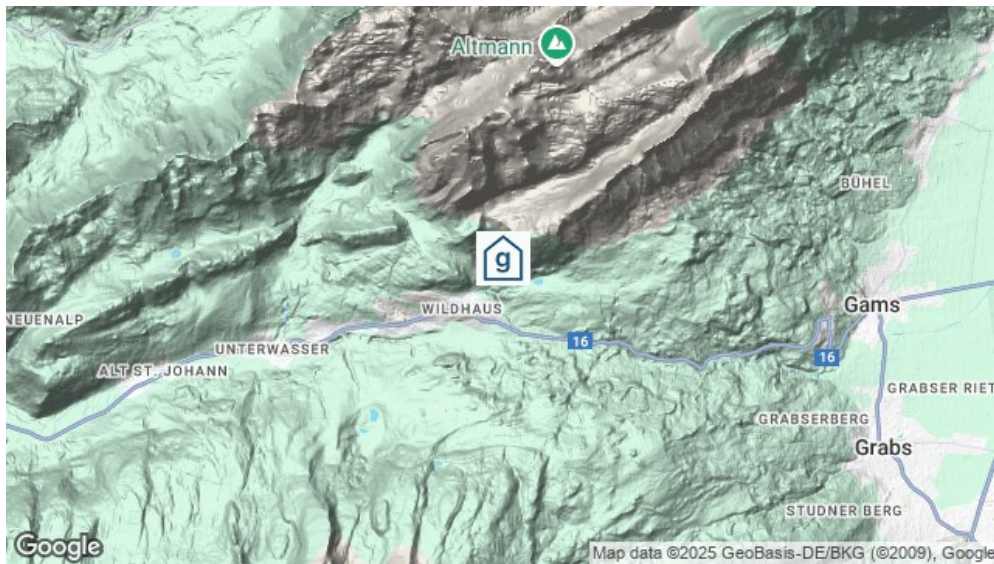 Altmann
BÜHEL
g
Gams
WILDHAUS
NEUENALP
16
UNTERWASSER
16
ALT ST. JOHANN
GRABSER RIET
GRABSERBERG
Grabs
STUDNER BERG
Google
Map data ©2025 GeoBasis-DE/BKG (©2009), Google